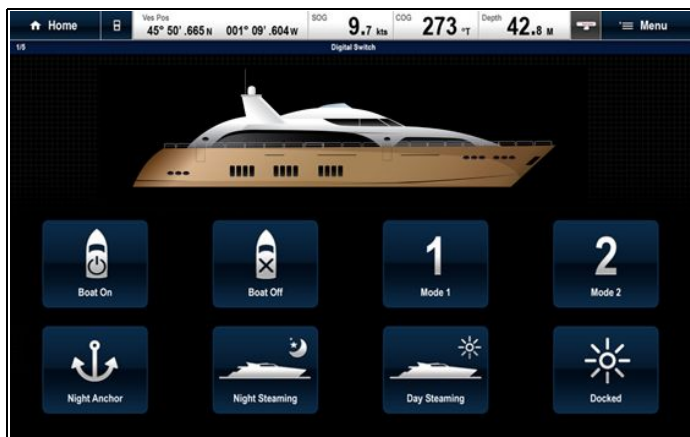 Home
Ves Pos
45° 50' .665 N 001° 09' .604 W
SOG
9.7 kts
COG
273 °T
Depth
42.8 M
Menu
1/5
Digital Switch
Boat On
Boat Off
1
Mode 1
2
Mode 2
Night Anchor
Night Steaming
Day Steaming
Docked